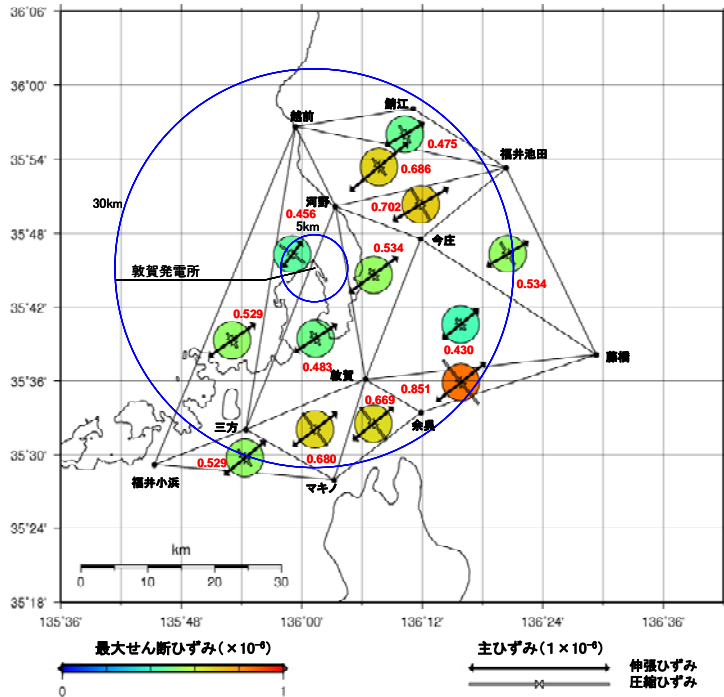 36°06'
36°00'
35°54'
35°48'
35°42'
35°36'
35°30'
35°24'
35°18'
135°36'
135°48'
136°00'
136°12'
136°24'
136°36'
鯖江
越前
0.475
福井池田
0.686
30km
河野
0.702
0.456
5km
今庄
0.534
敦賀発電所
0.534
0.529
0.430
0.483
藤橋
敦賀
0.851
0.669
余呉
三方
0.529
0.680
福井小浜
マキノ
km
0 10 20 30
最大せん断ひずみ(×10⁻⁶)
0 1
主ひずみ(1×10⁻⁶)
伸張ひずみ
圧縮ひずみ